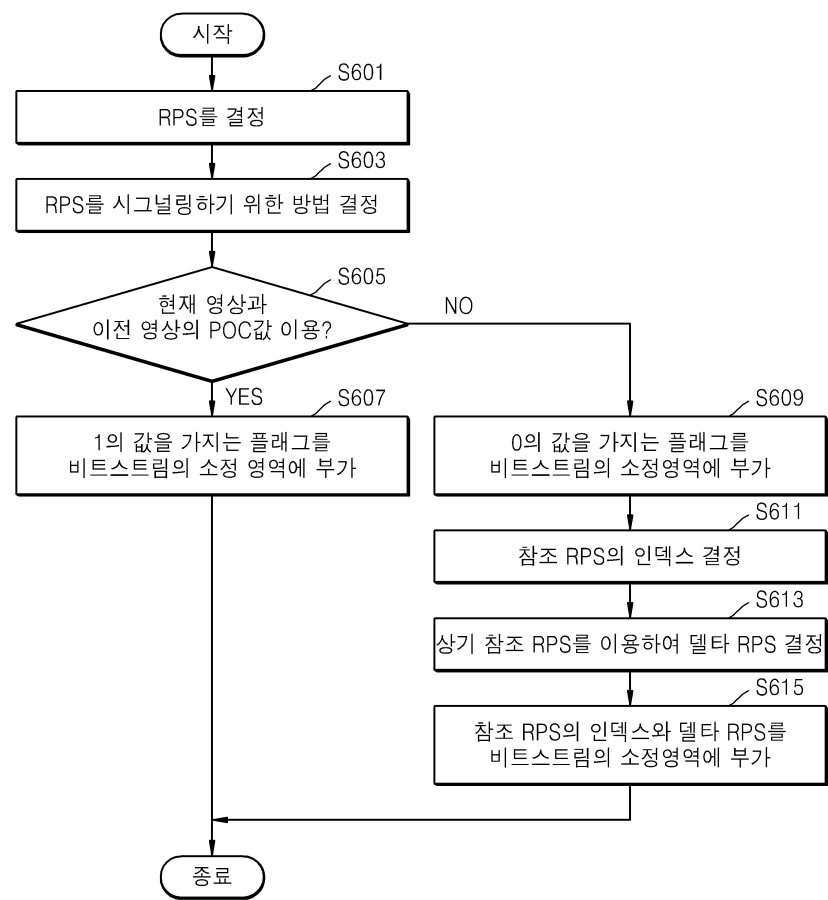 시작
S601
RPS를 결정
S603
RPS를 시그널링하기 위한 방법 결정
S605
현재 영상과
이전 영상의 POC값 이용?
NO
YES
S607
1의 값을 가지는 플래그를
비트스트림의 소정 영역에 부가
S609
0의 값을 가지는 플래그를
비트스트림의 소정영역에 부가
S611
참조 RPS의 인덱스 결정
S613
상기 참조 RPS를 이용하여 델타 RPS 결정
S615
참조 RPS의 인덱스와 델타 RPS를
비트스트림의 소정영역에 부가
종료